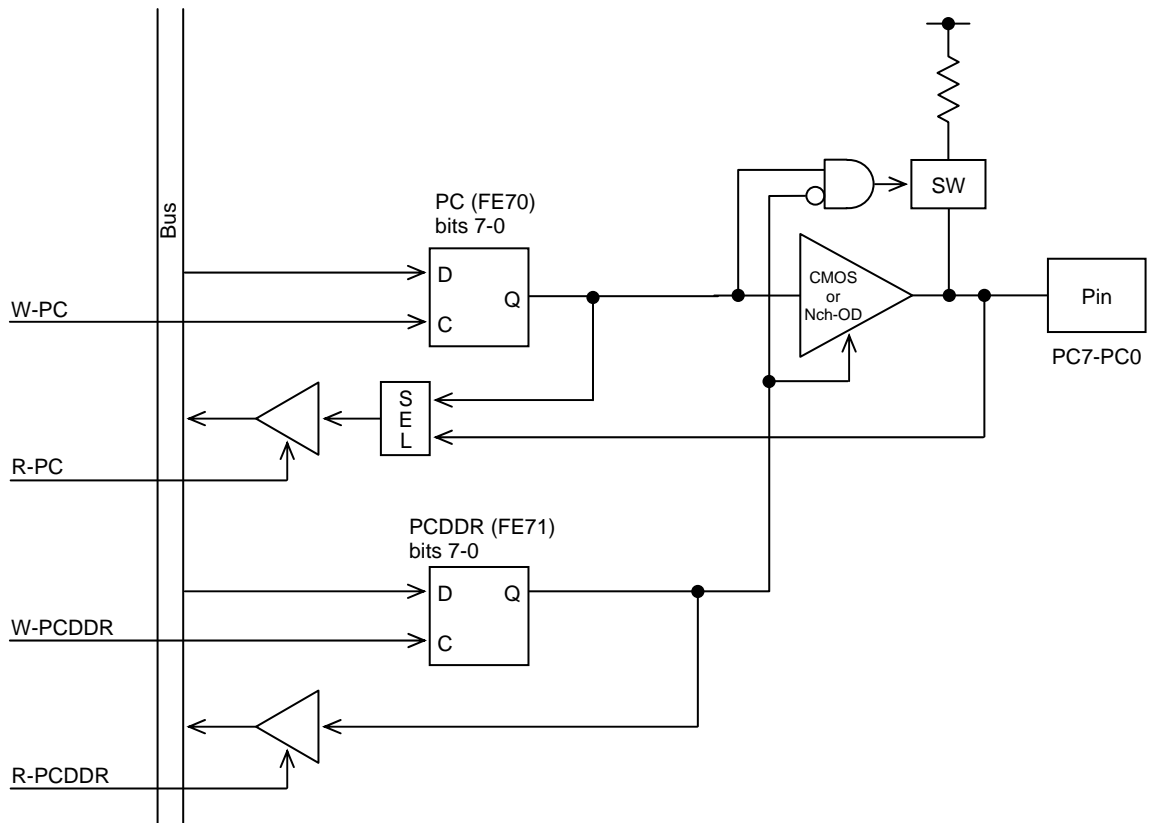 Bus
SW
PC (FE70)
bits 7-0
D
Q
C
W-PC
CMOS
or
Nch-OD
Pin
PC7-PC0
S
E
L
R-PC
PCDDR (FE71)
bits 7-0
D
Q
C
W-PCDDR
R-PCDDR